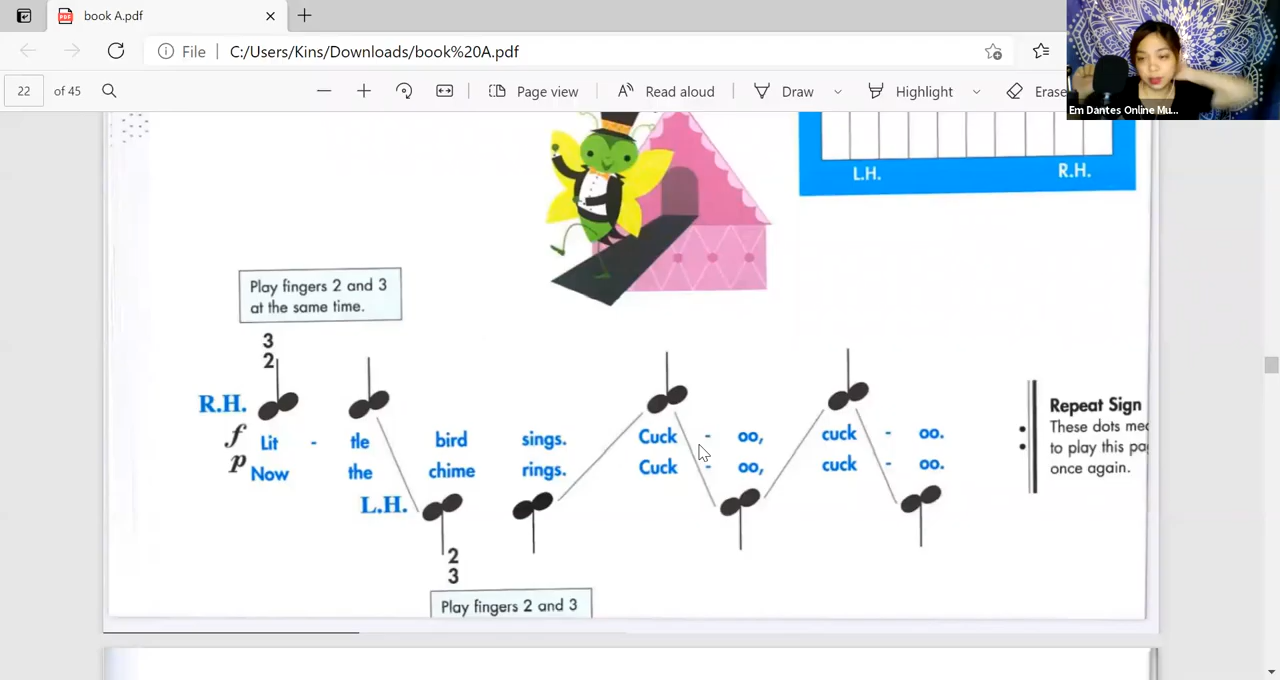 book A.pdf
File C:/Users/Kins/Downloads/book%20A.pdf
22 of 45 Page view Read aloud Draw Highlight Erase
Em Dantes Online Mu...
L.H. R.H.
Play fingers 2 and 3
at the same time.
3
2
R.H.
f Lit - tle bird sings. Cuck - oo, cuck - oo.
p Now the chime rings. Cuck - oo, cuck - oo.
L.H.
2
3
Play fingers 2 and 3
Repeat Sign
These dots me
to play this pa
once again.